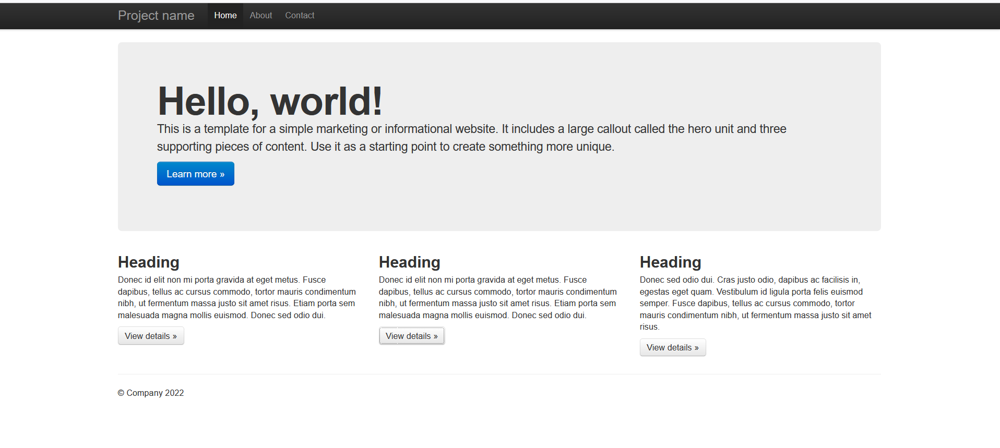 Project name Home About Contact
Hello, world!
This is a template for a simple marketing or informational website. It includes a large callout called the hero unit and three
supporting pieces of content. Use it as a starting point to create something more unique.
Learn more »
Heading
Donec id elit non mi porta gravida at eget metus. Fusce
dapibus, tellus ac cursus commodo, tortor mauris condimentum
nibh, ut fermentum massa justo sit amet risus. Etiam porta sem
malesuada magna mollis euismod. Donec sed odio dui.
View details »
Heading
Donec id elit non mi porta gravida at eget metus. Fusce
dapibus, tellus ac cursus commodo, tortor mauris condimentum
nibh, ut fermentum massa justo sit amet risus. Etiam porta sem
malesuada magna mollis euismod. Donec sed odio dui.
View details »
Heading
Donec sed odio dui. Cras justo odio, dapibus ac facilisis in,
egestas eget quam. Vestibulum id ligula porta felis euismod
semper. Fusce dapibus, tellus ac cursus commodo, tortor
mauris condimentum nibh, ut fermentum massa justo sit amet
risus.
View details »
© Company 2022